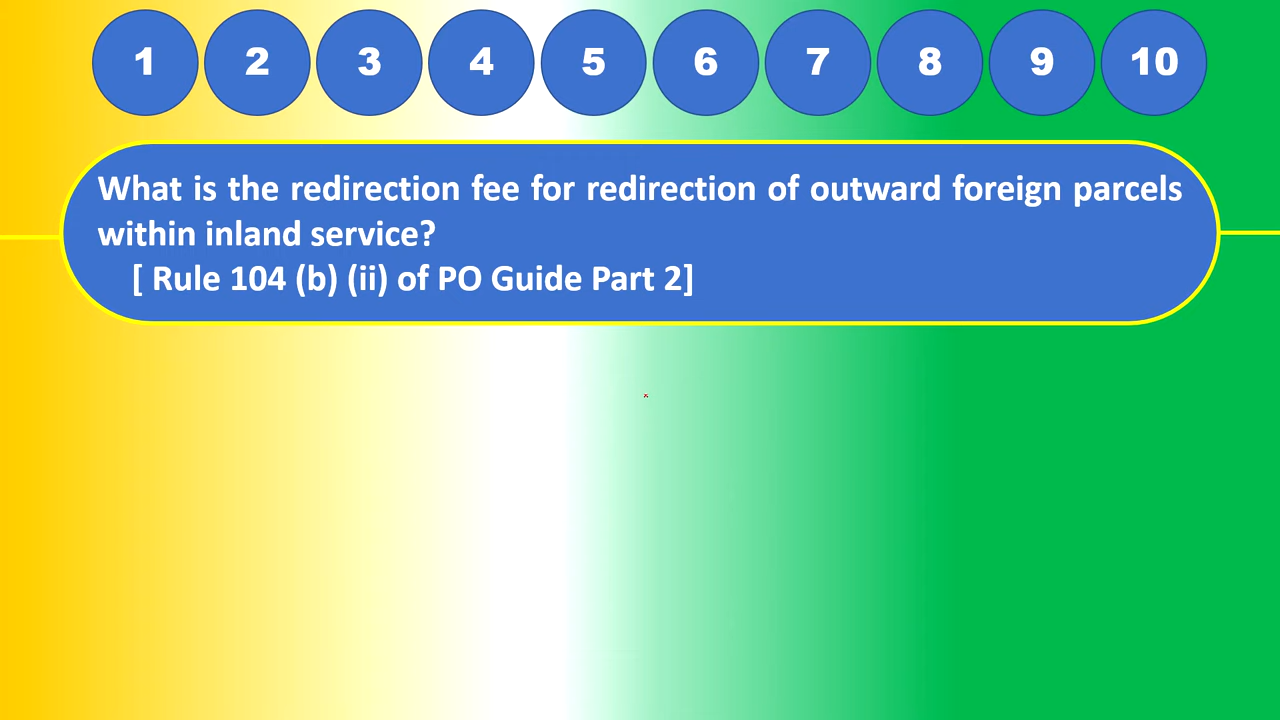 1 2 3 4 5 6 7 8 9 10
What is the redirection fee for redirection of outward foreign parcels
within inland service?
[ Rule 104 (b) (ii) of PO Guide Part 2]